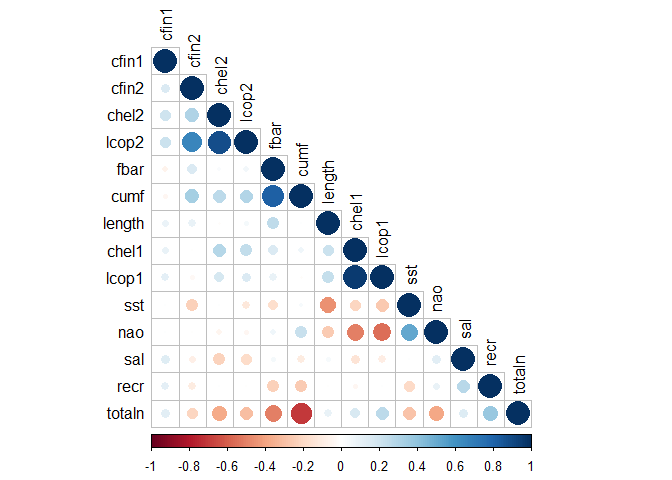 cfin1
cfin1 cfin2
cfin2 chel2
chel2 lcop2
lcop2 fbar
fbar cumf
cumf length
length chel1
chel1 lcop1
lcop1 sst
sst nao
nao sal
sal recr
recr totaln
totaln
-1 -0.8 -0.6 -0.4 -0.2 0 0.2 0.4 0.6 0.8 1